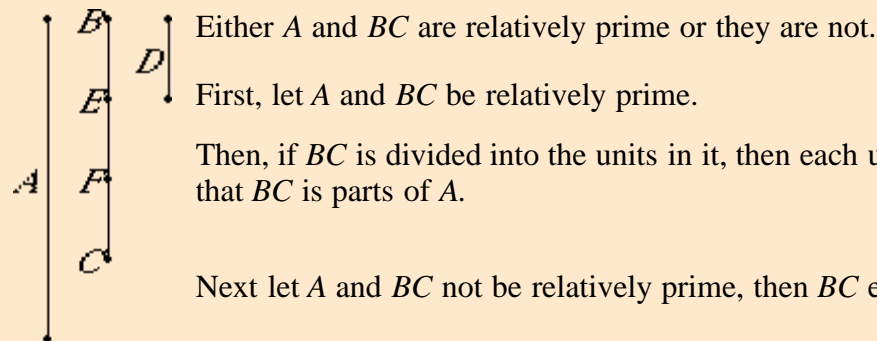 A
B
E
F
C
D
Either A and BC are relatively prime or they are not.
First, let A and BC be relatively prime.
Then, if BC is divided into the units in it, then each
that BC is parts of A.
Next let A and BC not be relatively prime, then BC